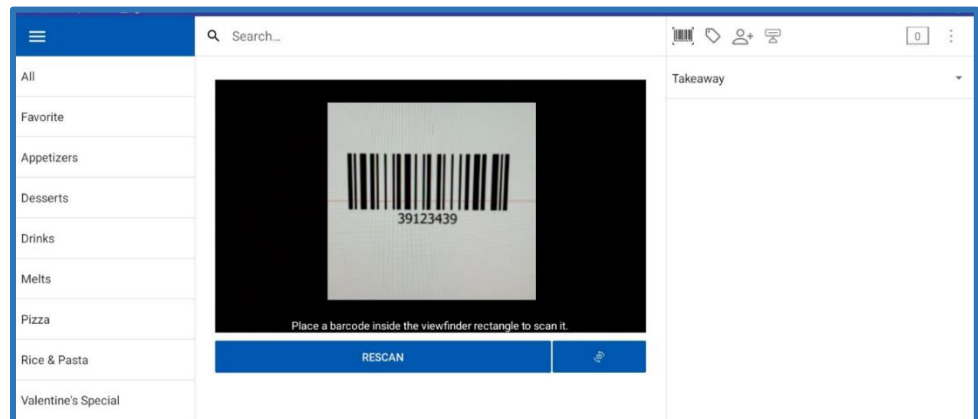 Search...
0
All
Favorite
Appetizers
Desserts
Drinks
Melts
Pizza
Rice & Pasta
Valentine's Special
39123439
Place a barcode inside the viewfinder rectangle to scan it.
RESCAN
Takeaway